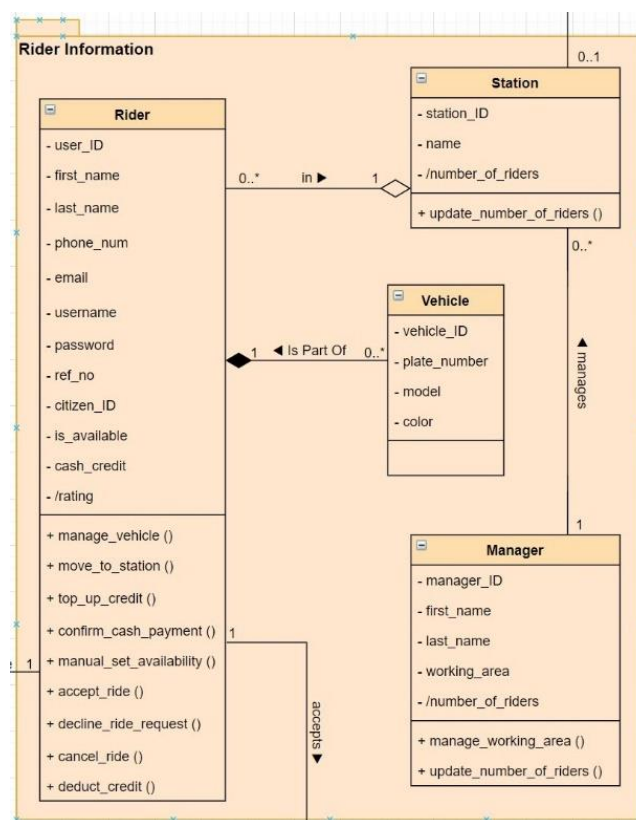 Rider Information
Rider
- user_ID
- first_name
- last_name
- phone_num
- email
- username
- password
- ref_no
- citizen_ID
- is_available
- cash_credit
- /rating
+ manage_vehicle ()
+ move_to_station ()
+ top_up_credit ()
+ confirm_cash_payment ()
+ manual_set_availability ()
+ accept_ride ()
+ decline_ride_request ()
+ cancel_ride ()
+ deduct_credit ()
0..1
Station
- station_ID
- name
- /number_of_riders
+ update_number_of_riders ()
0..* in ▶ 1
0..*
Vehicle
- vehicle_ID
- plate_number
- model
- color
1 ◀ Is Part Of 0..*
▲ manages
1
Manager
- manager_ID
- first_name
- last_name
- working_area
- /number_of_riders
+ manage_working_area ()
+ update_number_of_riders ()
1
accepts ▶
1